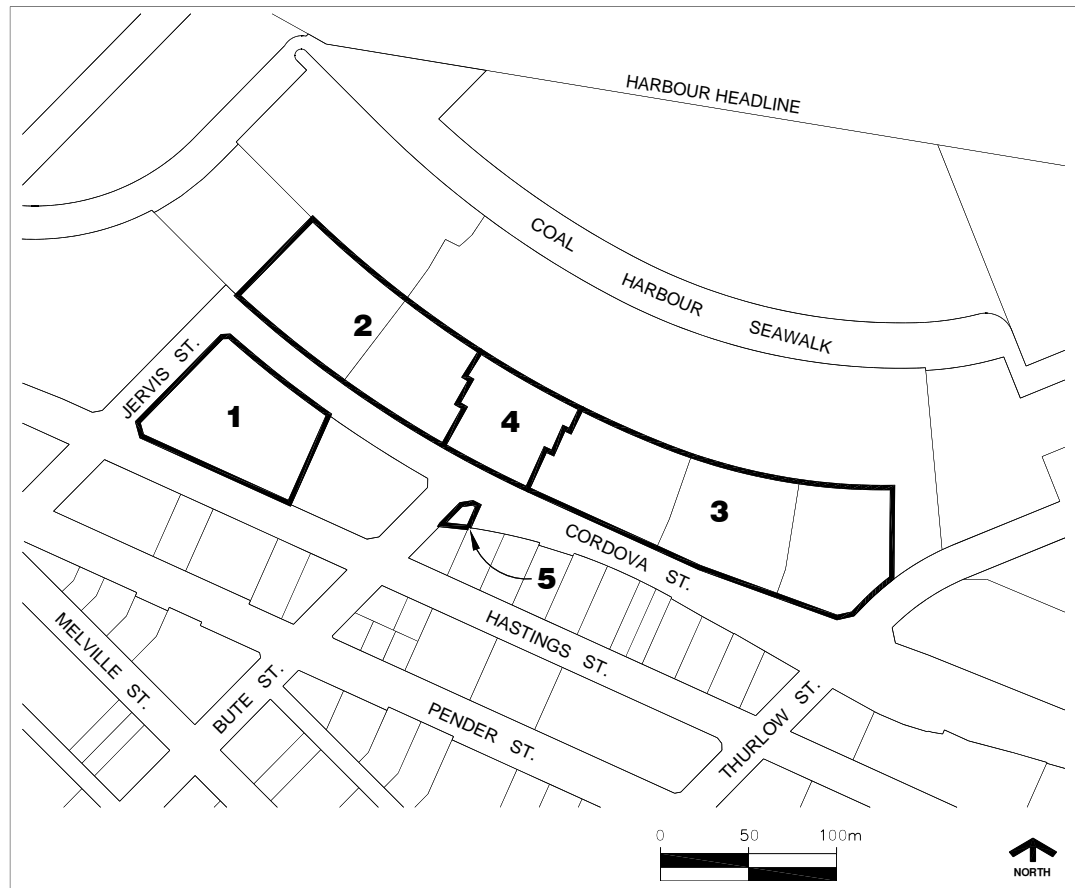 HARBOUR HEADLINE
COAL HARBOUR SEAWALK
JERVIS ST.
2
1
4
3
5
CORDOVA ST.
HASTINGS ST.
MELVILLE ST.
BUTE ST.
PENDER ST.
THURLOW ST.
0 50 100m
NORTH